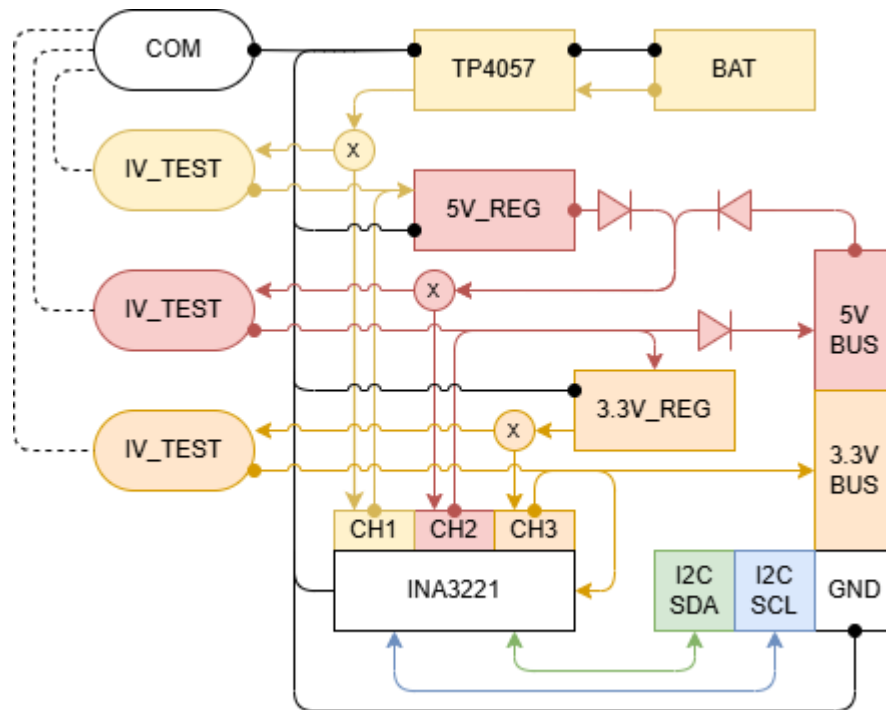 COM
TP4057
BAT
X
IV_TEST
5V_REG
IV_TEST
X
5V
BUS
3.3V_REG
IV_TEST
X
3.3V
BUS
CH1
CH2
CH3
INA3221
I2C
SDA
I2C
SCL
GND